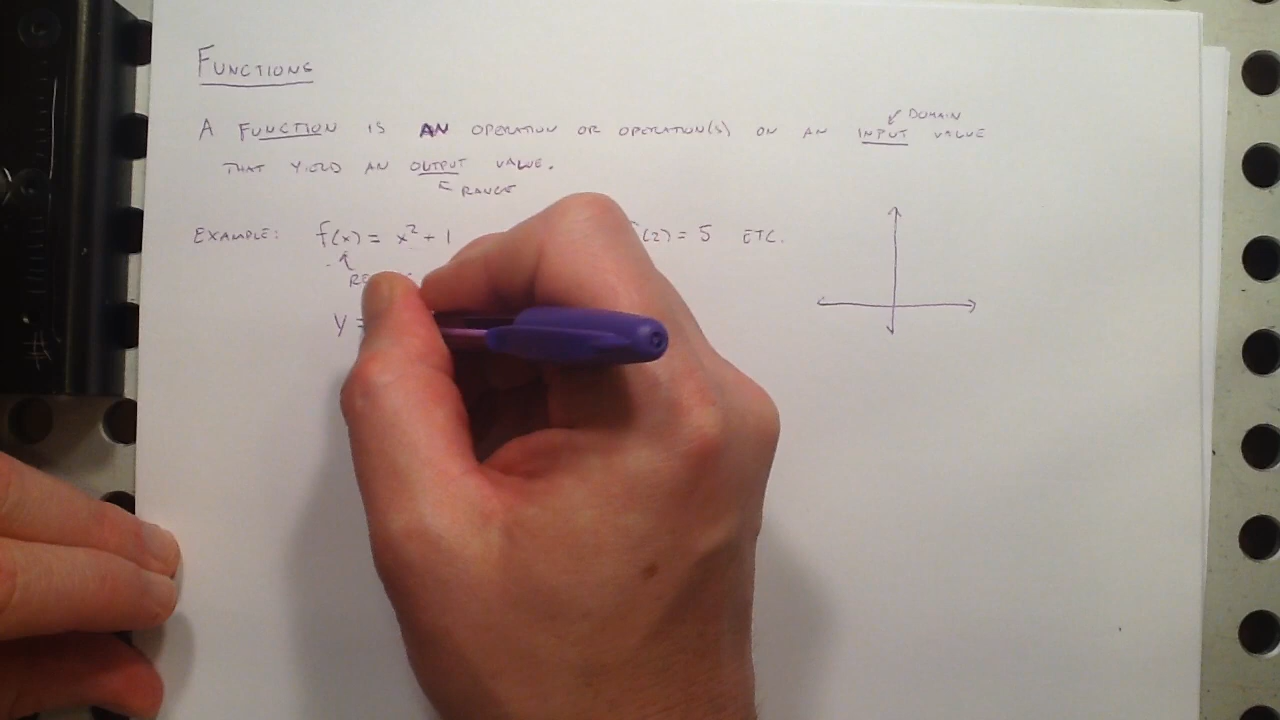 FUNCTIONS
DOMAIN
A FUNCTION IS AN OPERATION OR OPERATION(S) ON AN INPUT VALUE
THAT YIELD AN OUTPUT VALUE.
RANGE
EXAMPLE: f(x) = x² + 1 (2) = 5 ETC.
y =